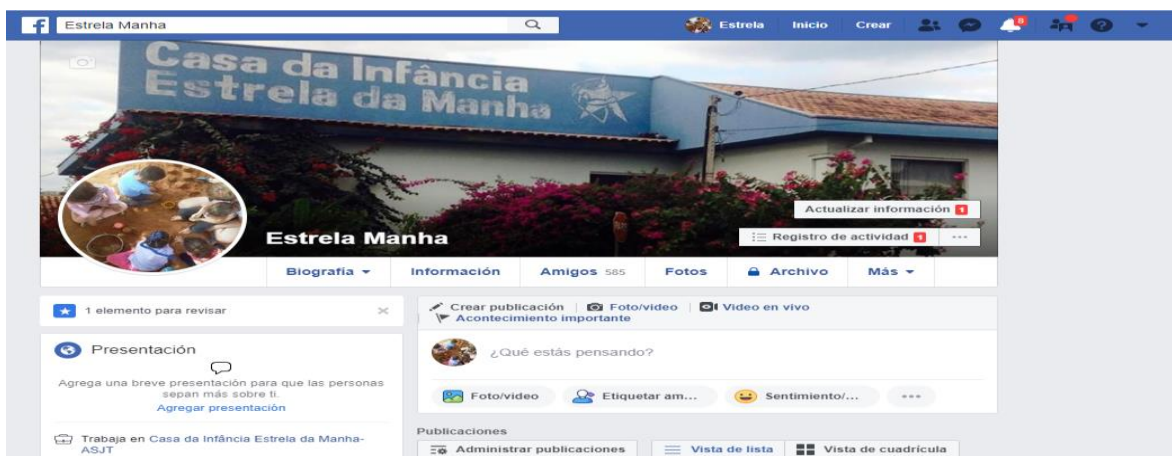 f Estrela Manha Estrela Inicio Crear 8
Casa da Infância
Estrela da Manha
Actualizar información 1
Estrela Manha
Registro de actividad 1 ...
Biografía Información Amigos 585 Fotos Archivo Más
1 elemento para revisar
Crear publicación Foto/video Video en vivo
Acontecimiento importante
Presentación
¿Qué estás pensando?
Agrega una breve presentación para que las personas
sepan más sobre ti.
Agregar presentación
Foto/video Etiquetar am... Sentimiento/... ...
Trabaja en Casa da Infância Estrela da Manha-
ASJT
Publicaciones
Administrar publicaciones Vista de lista Vista de cuadrícula